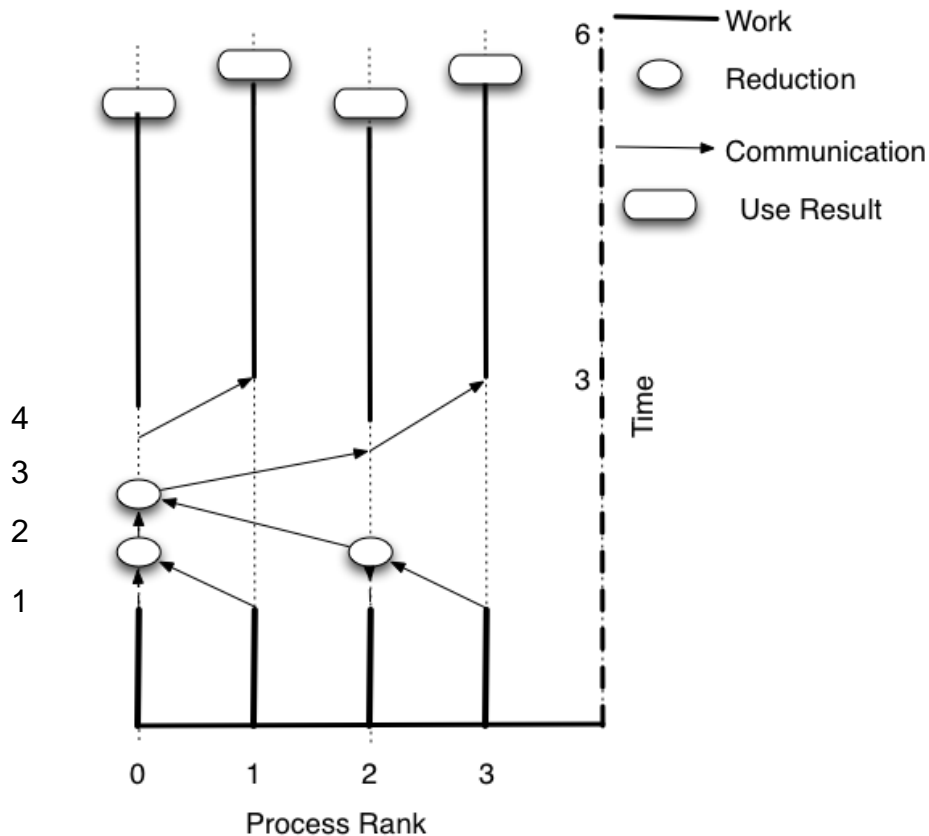 6
Work
Reduction
Communication
Use Result
3
Time
4
3
2
1
0 1 2 3
Process Rank